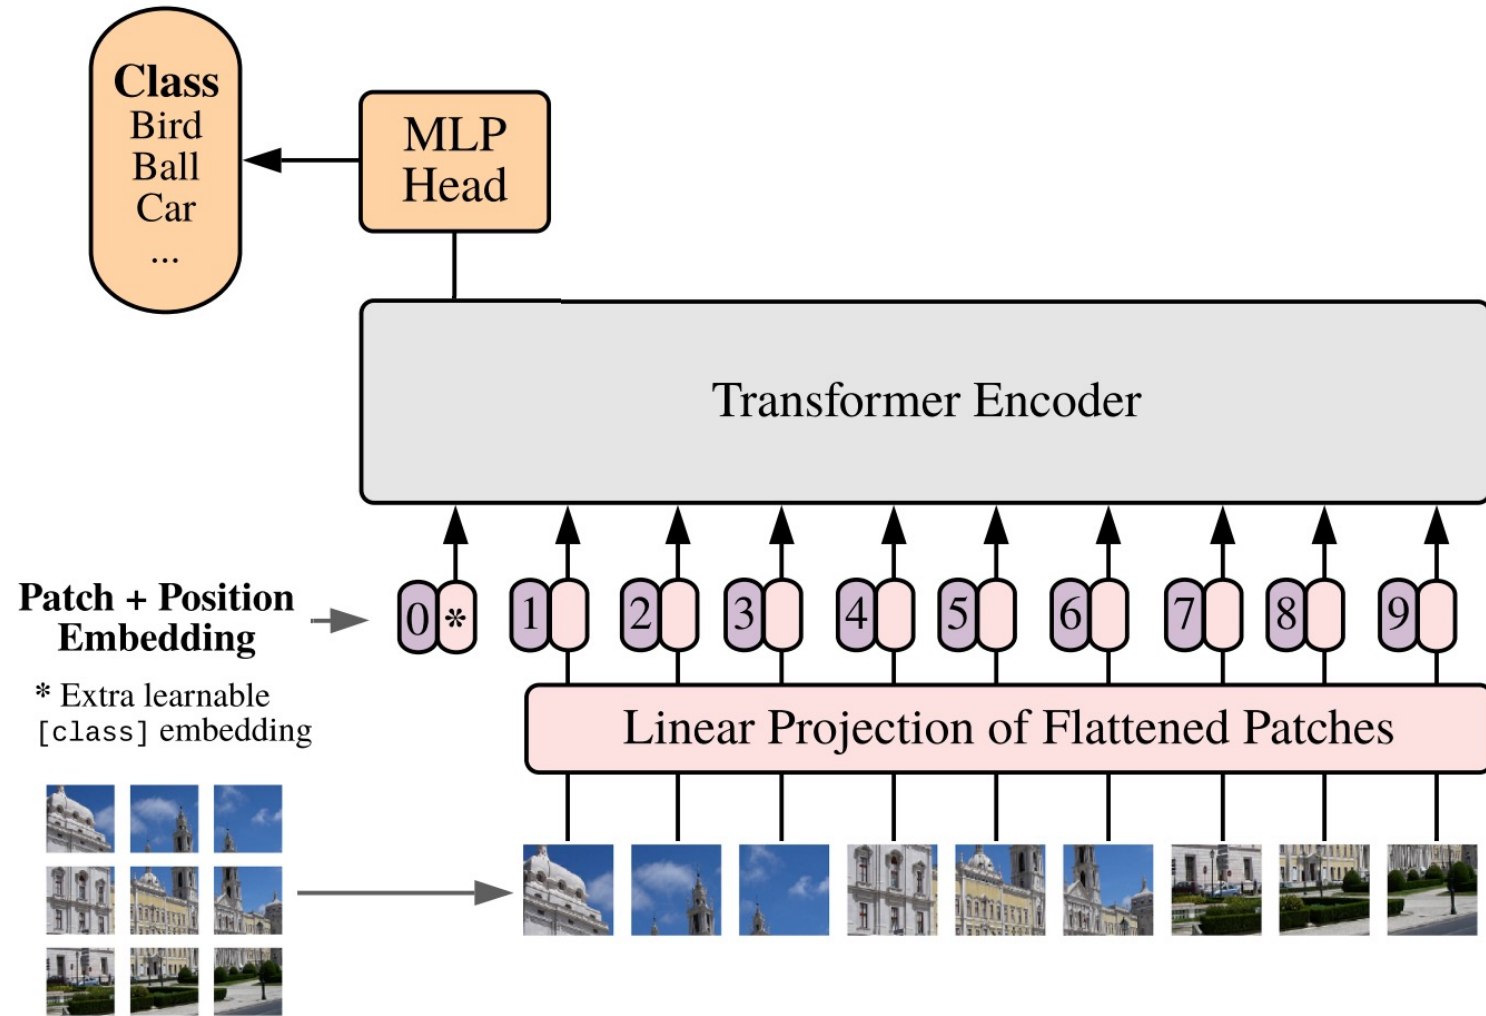 Class
Bird
Ball
Car
...
MLP
Head
Transformer Encoder
Patch + Position
Embedding
0 * 1 2 3 4 5 6 7 8 9
* Extra learnable
[class] embedding
Linear Projection of Flattened Patches